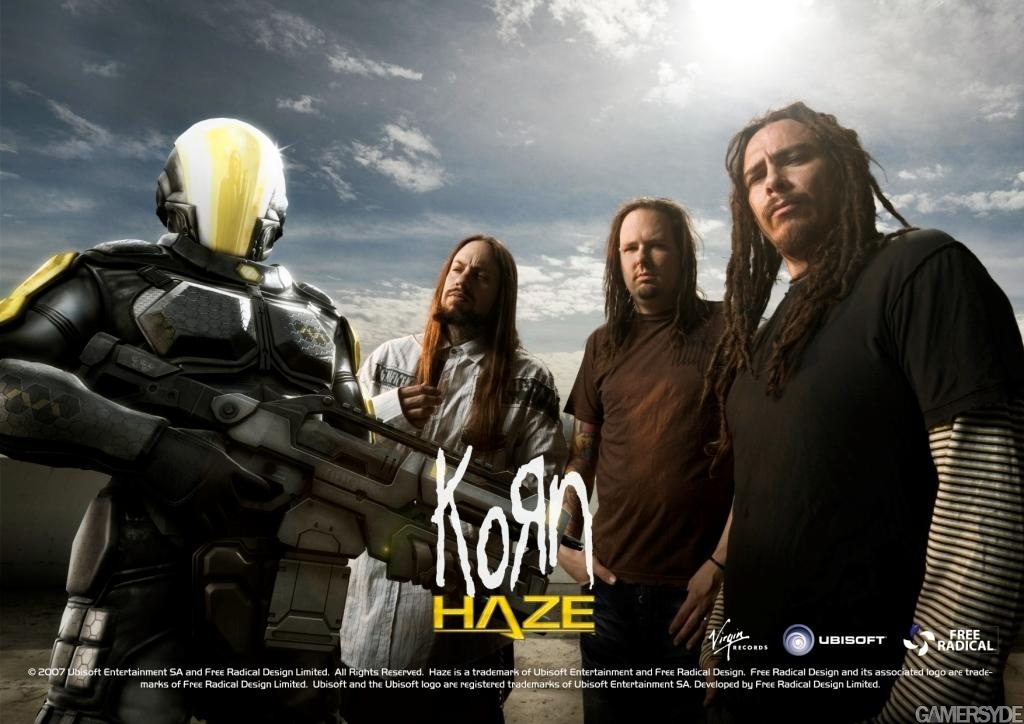 KoЯn
HAZE
Virgin
RECORDS
UBISOFT
FREE
RADICAL
© 2007 Ubisoft Entertainment SA and Free Radical Design Limited. All Rights Reserved. Haze is a trademark of Ubisoft Entertainment and Free Radical Design. Free Radical Design and its associated logo are trade-
marks of Free Radical Design Limited. Ubisoft and the Ubisoft logo are registered trademarks of Ubisoft Entertainment SA. Developed by Free Radical Design Limited.
GAMERSYDE